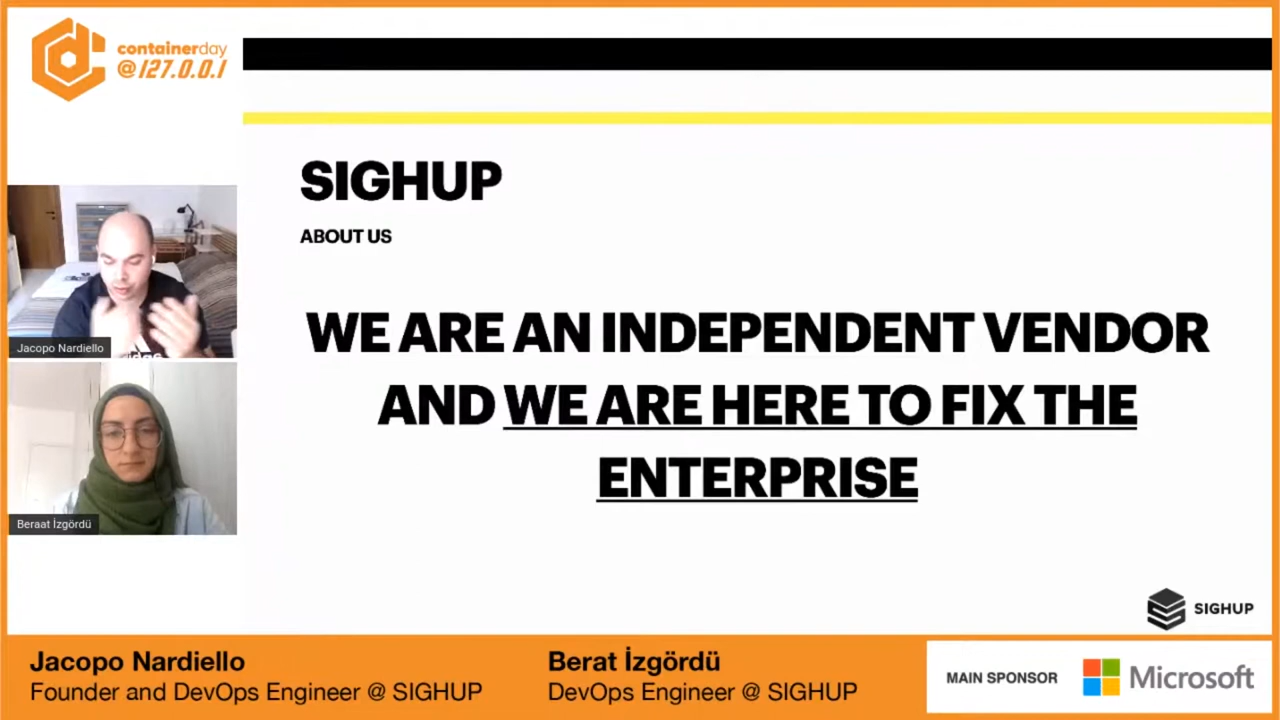 containerday
@127.0.0.1
SIGHUP
ABOUT US
WE ARE AN INDEPENDENT VENDOR
AND WE ARE HERE TO FIX THE
ENTERPRISE
Jacopo Nardiello
Beraat İzgördü
SIGHUP
Jacopo Nardiello
Founder and DevOps Engineer @ SIGHUP
Berat İzgördü
DevOps Engineer @ SIGHUP
MAIN SPONSOR
Microsoft